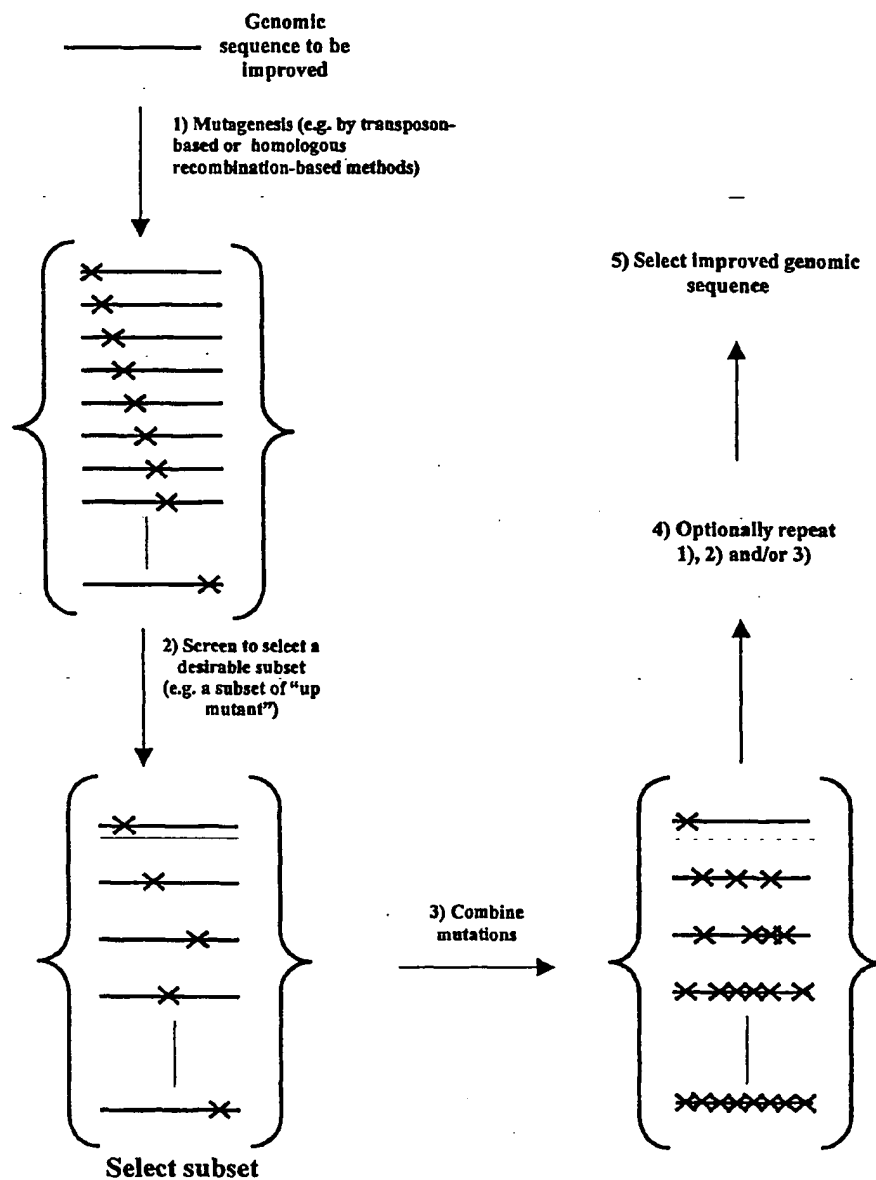 Genomic
sequence to be
improved
1) Mutagenesis (e.g. by transposon-
based or homologous
recombination-based methods)
2) Screen to select a
desirable subset
(e.g. a subset of “up
mutant”)
Select subset
3) Combine
mutations
4) Optionally repeat
1), 2) and/or 3)
5) Select improved genomic
sequence